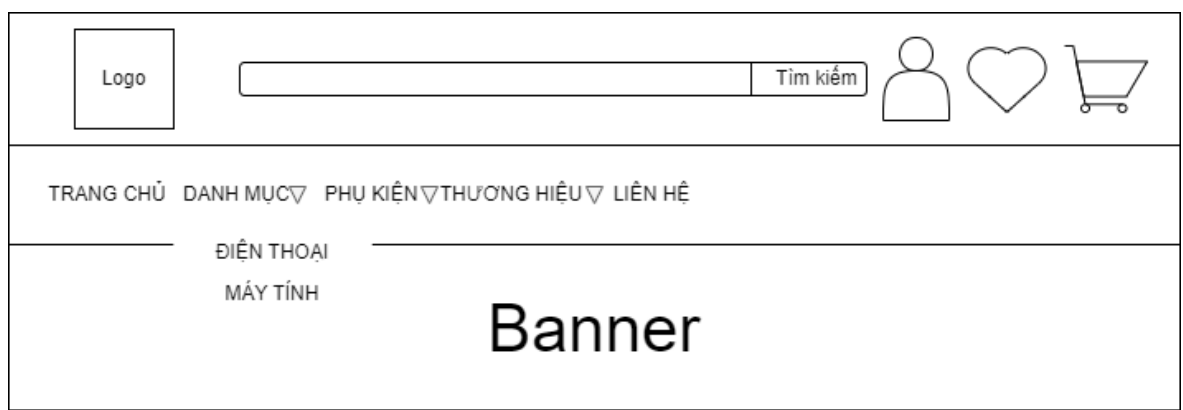 Logo
Tìm kiếm
TRANG CHỦ DANH MỤC PHỤ KIỆN THƯƠNG HIỆU LIÊN HỆ
ĐIỆN THOẠI
MÁY TÍNH
Banner